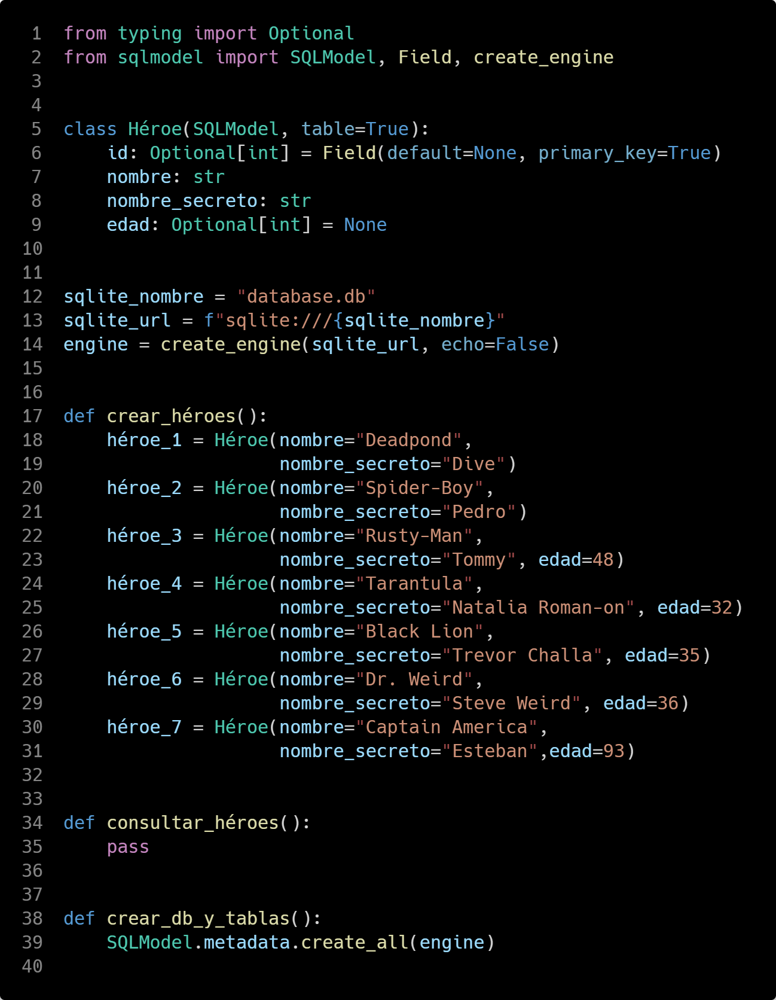 1 from typing import Optional
2 from sqlmodel import SQLModel, Field, create_engine
3
4
5 class Héroe(SQLModel, table=True):
6     id: Optional[int] = Field(default=None, primary_key=True)
7     nombre: str
8     nombre_secreto: str
9     edad: Optional[int] = None
10
11
12 sqlite_nombre = "database.db"
13 sqlite_url = f"sqlite:///{sqlite_nombre}"
14 engine = create_engine(sqlite_url, echo=False)
15
16
17 def crear_héroes():
18     héroe_1 = Héroe(nombre="Deadpond",
19                     nombre_secreto="Dive")
20     héroe_2 = Héroe(nombre="Spider-Boy",
21                     nombre_secreto="Pedro")
22     héroe_3 = Héroe(nombre="Rusty-Man",
23                     nombre_secreto="Tommy", edad=48)
24     héroe_4 = Héroe(nombre="Tarantula",
25                     nombre_secreto="Natalia Roman-on", edad=32)
26     héroe_5 = Héroe(nombre="Black Lion",
27                     nombre_secreto="Trevor Challa", edad=35)
28     héroe_6 = Héroe(nombre="Dr. Weird",
29                     nombre_secreto="Steve Weird", edad=36)
30     héroe_7 = Héroe(nombre="Captain America",
31                     nombre_secreto="Esteban",edad=93)
32
33
34 def consultar_héroes():
35     pass
36
37
38 def crear_db_y_tablas():
39     SQLModel.metadata.create_all(engine)
40